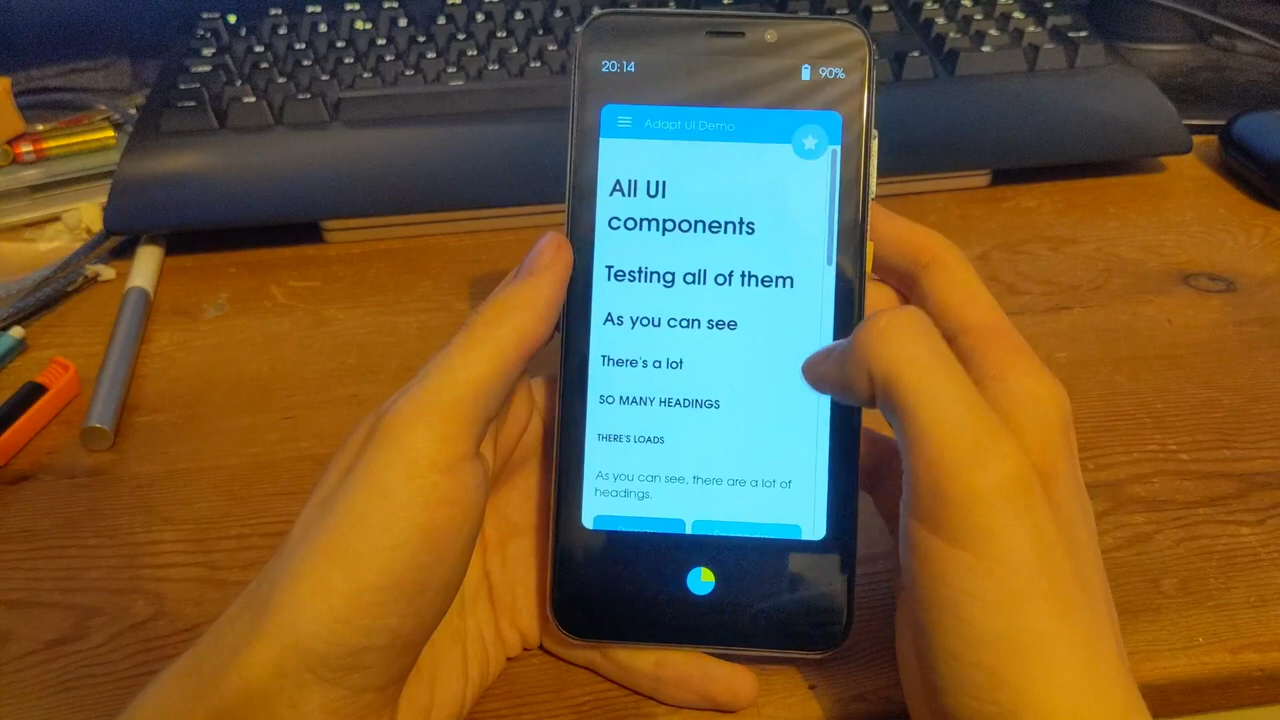 20:14
90%
Adapt UI Demo
All UI
components
Testing all of them
As you can see
There's a lot
SO MANY HEADINGS
THERE'S LOADS
As you can see, there are a lot of
headings.